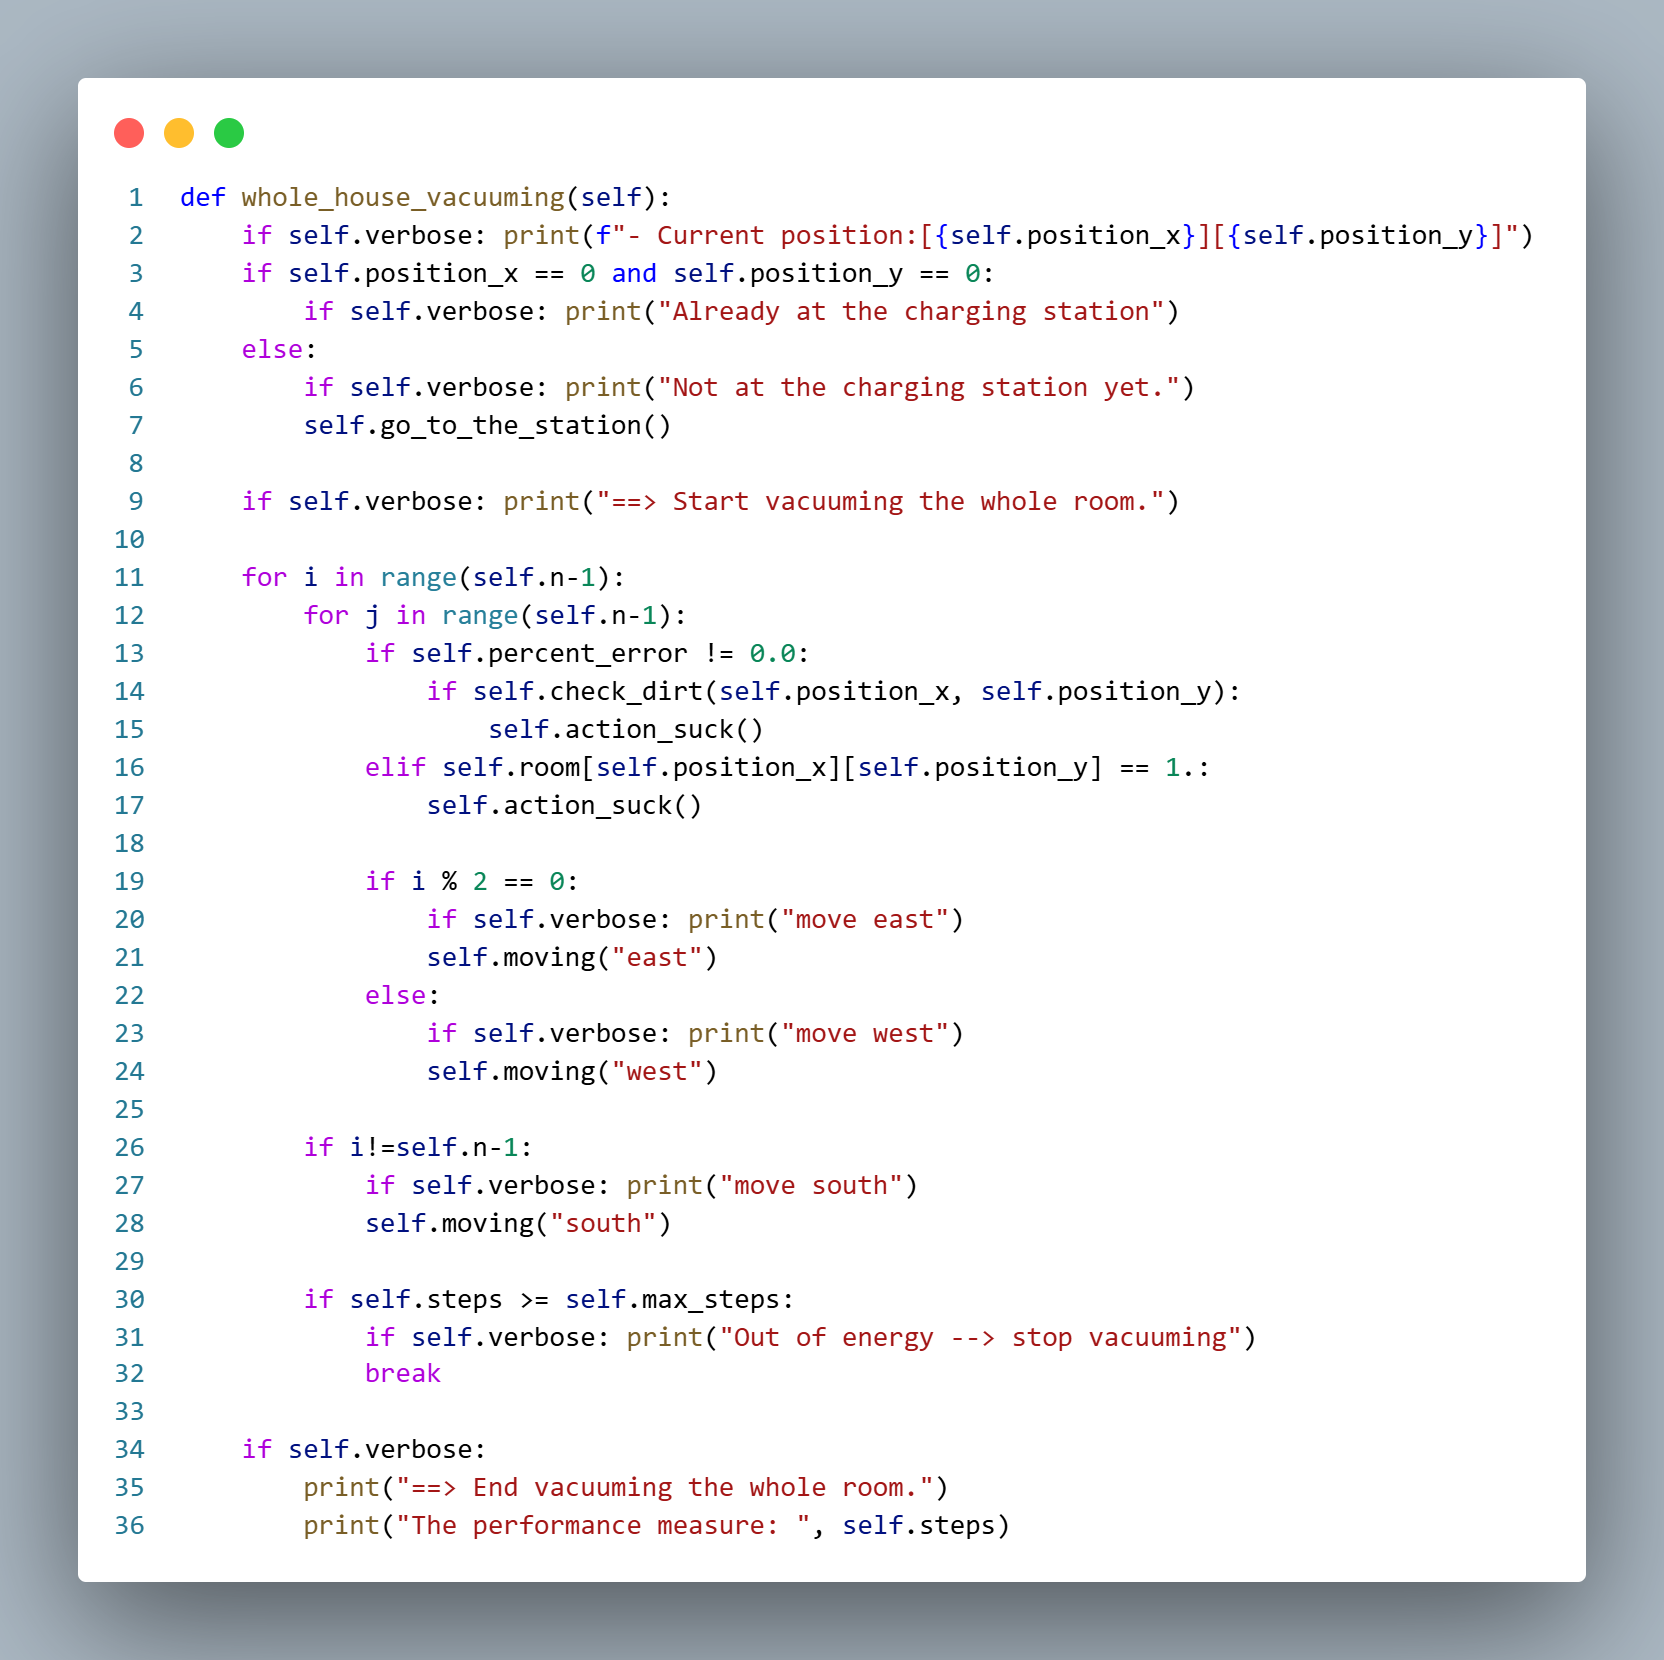 1 def whole_house_vacuuming(self):
2     if self.verbose: print(f"- Current position:[{self.position_x}][{self.position_y}]")
3     if self.position_x == 0 and self.position_y == 0:
4         if self.verbose: print("Already at the charging station")
5     else:
6         if self.verbose: print("Not at the charging station yet.")
7         self.go_to_the_station()
8
9     if self.verbose: print("==> Start vacuuming the whole room.")
10
11     for i in range(self.n-1):
12         for j in range(self.n-1):
13             if self.percent_error != 0.0:
14                 if self.check_dirt(self.position_x, self.position_y):
15                     self.action_suck()
16             elif self.room[self.position_x][self.position_y] == 1.:
17                 self.action_suck()
18
19             if i % 2 == 0:
20                 if self.verbose: print("move east")
21                 self.moving("east")
22             else:
23                 if self.verbose: print("move west")
24                 self.moving("west")
25
26         if i!=self.n-1:
27             if self.verbose: print("move south")
28             self.moving("south")
29
30         if self.steps >= self.max_steps:
31             if self.verbose: print("Out of energy --> stop vacuuming")
32             break
33
34     if self.verbose:
35         print("==> End vacuuming the whole room.")
36         print("The performance measure: ", self.steps)